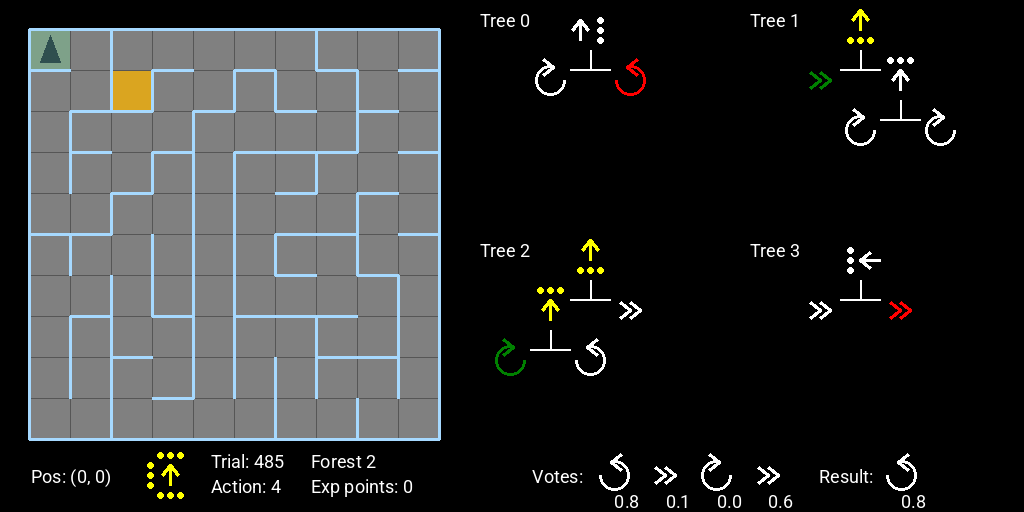 Tree 0
Tree 1
Tree 2
Tree 3
Pos: (0, 0)
Trial: 485
Forest 2
Action: 4
Exp points: 0
Votes:
0.8
0.1
0.0
0.6
Result:
0.8